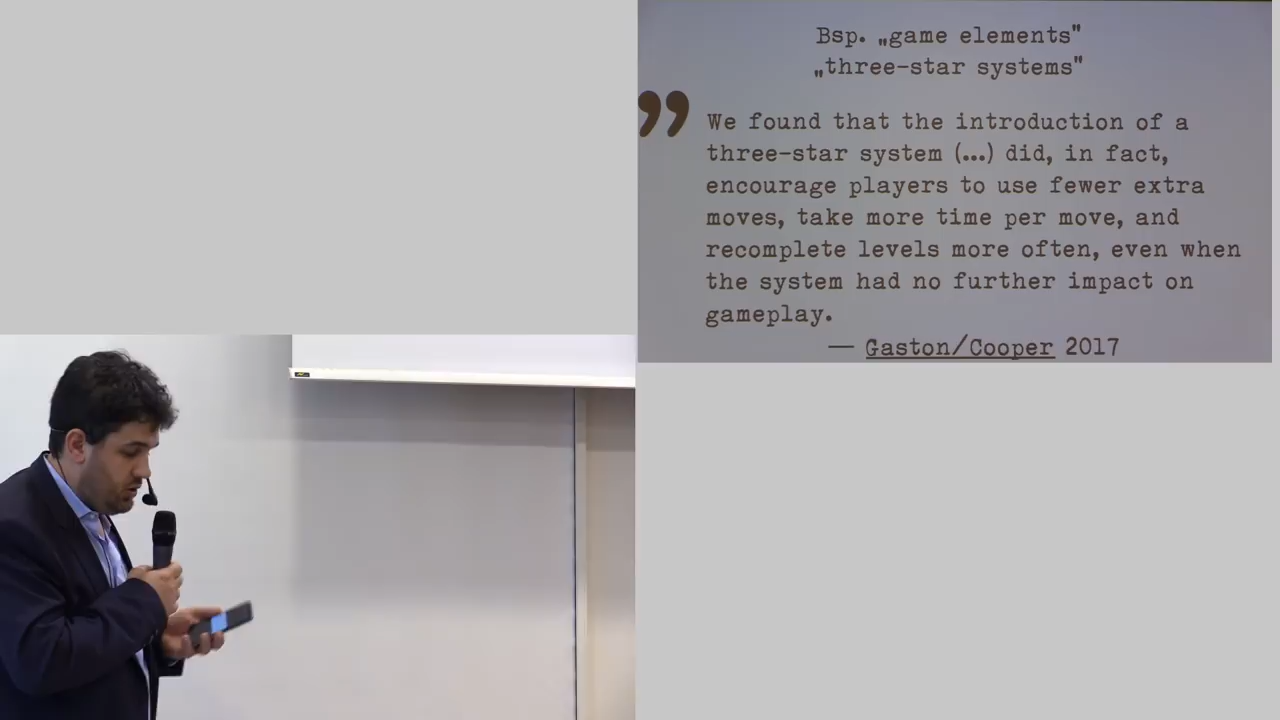 Bsp. „game elements"
„three-star systems"
”
We found that the introduction of a
three-star system (...) did, in fact,
encourage players to use fewer extra
moves, take more time per move, and
recomplete levels more often, even when
the system had no further impact on
gameplay.
— Gaston/Cooper 2017